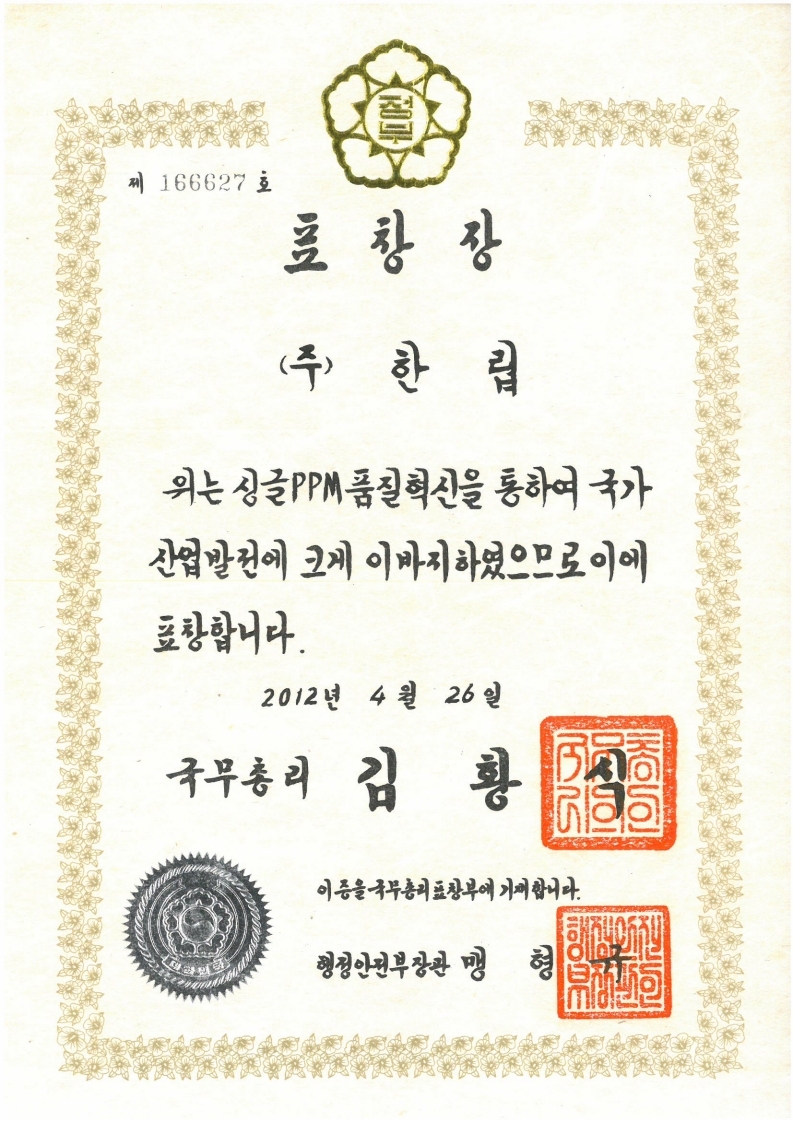 정부
제 166627 호
표 창 장
(주) 한 립
위는 싱글PPM품질혁신을 통하여 국가
산업발전에 크게 이바지하였으므로 이에
표창합니다.
2012년 4월 26일
국무총리 김 황 식
이 증을 국무총리표창부에 기재합니다.
대한민국
행정안전부장관 맹 형 규